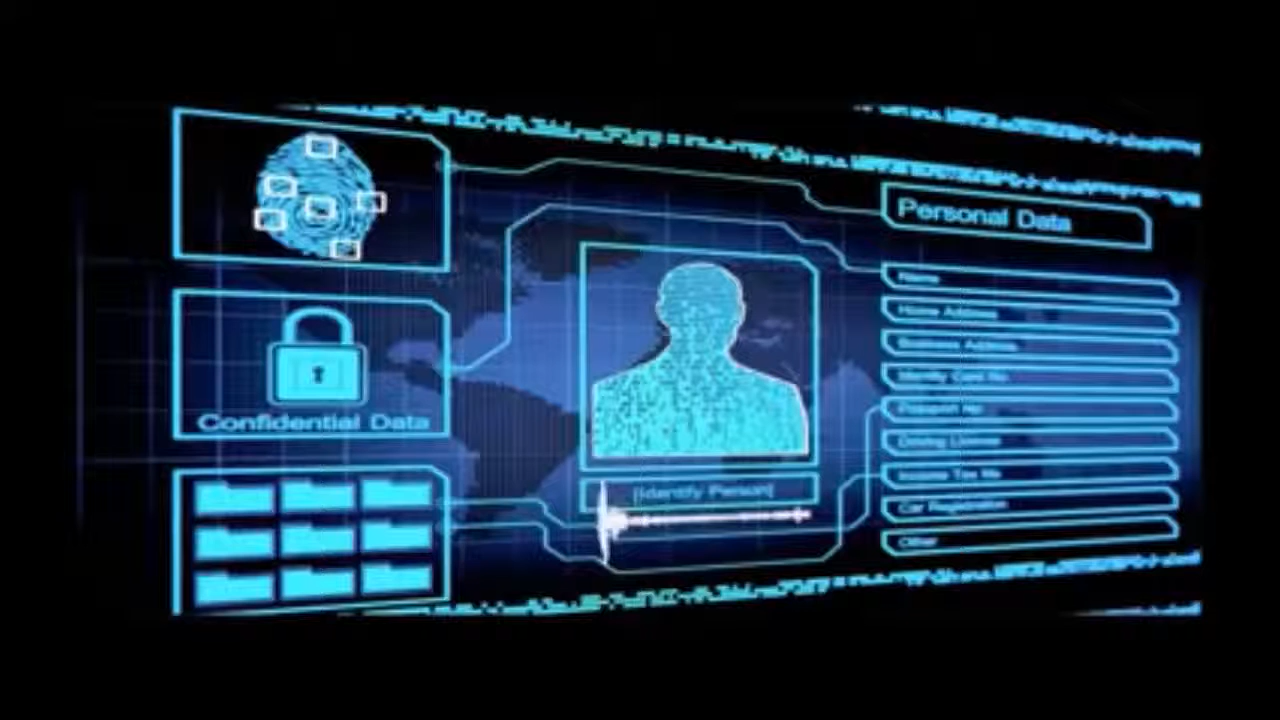 Personal Data
Name
Home Address
Business Address
Identity Card No
Passport No
Driving License
Income Tax No
Car Registration
Other
Confidential Data
[Identify Person]